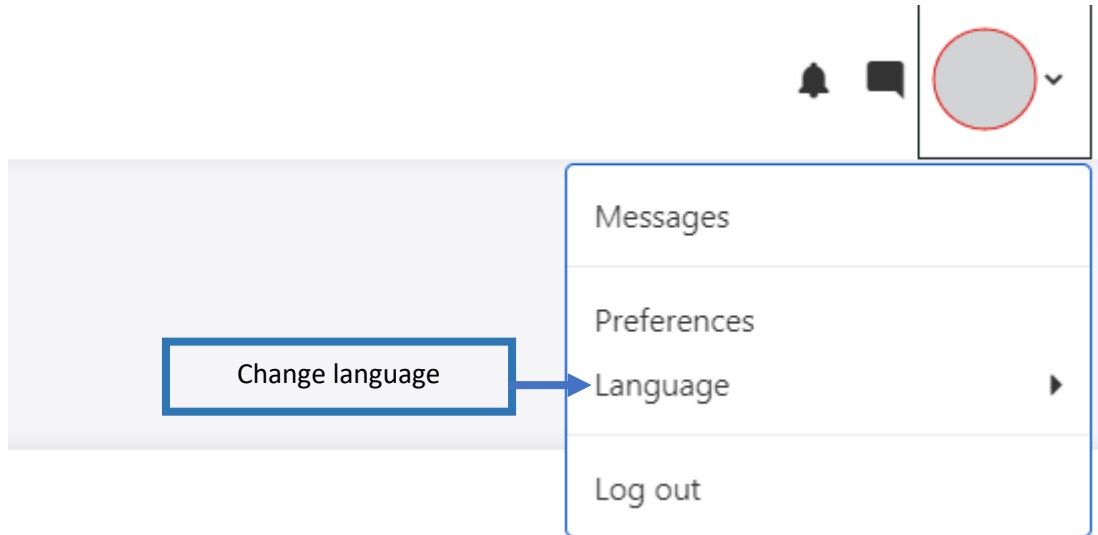 Messages
Preferences
Change language
Language
Log out